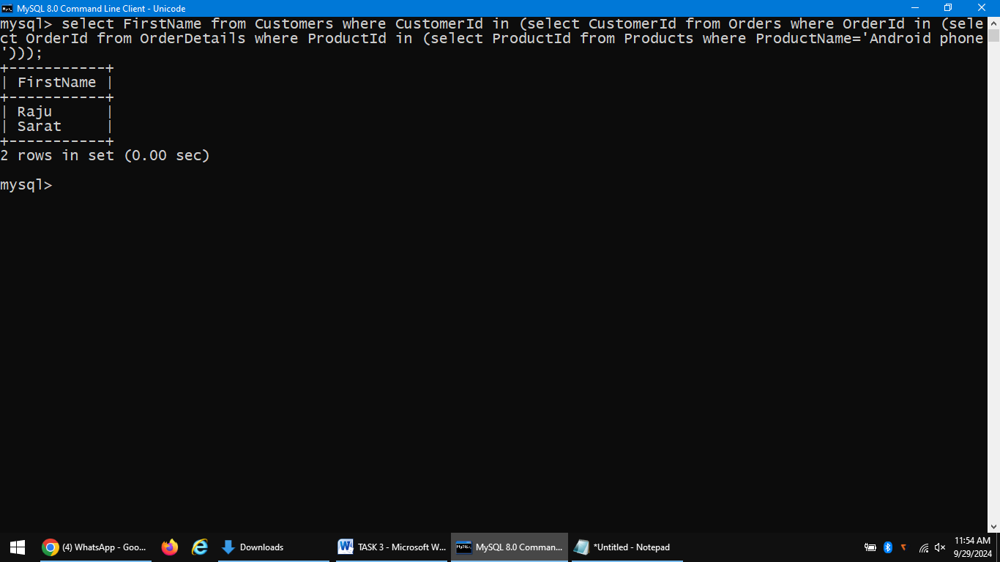 MySQL 8.0 Command Line Client - Unicode
mysql> select FirstName from Customers where CustomerId in (select CustomerId from Orders where OrderId in (sele
ct OrderId from OrderDetails where ProductId in (select ProductId from Products where ProductName='Android phone
')));
+-----------+
| FirstName |
+-----------+
| Raju      |
| Sarat     |
+-----------+
2 rows in set (0.00 sec)
mysql>
(4) WhatsApp - Goo... Downloads TASK 3 - Microsoft W... MySQL 8.0 Comman... *Untitled - Notepad
11:54 AM
9/29/2024